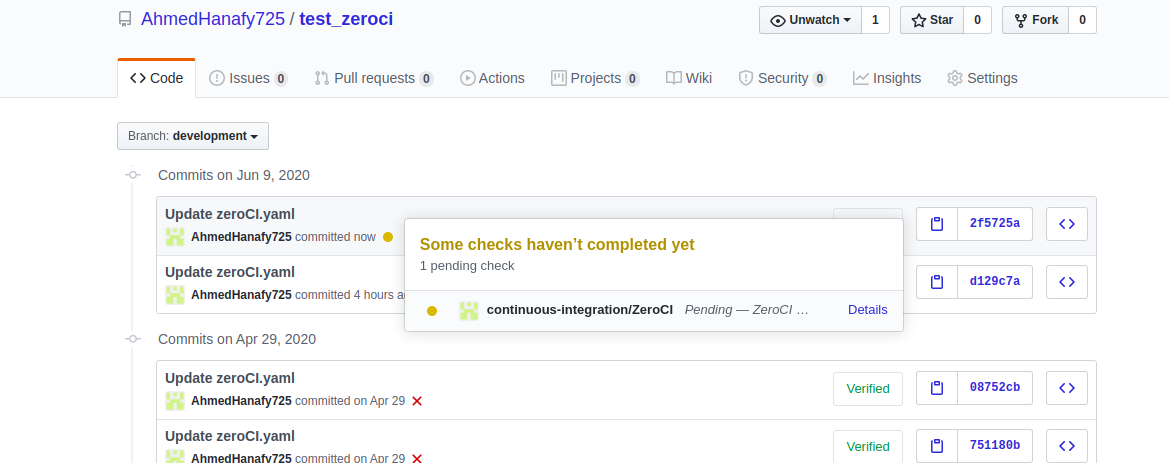 AhmedHanafy725 / test_zeroci
Unwatch 1 Star 0 Fork 0
Code Issues 0 Pull requests 0 Actions Projects 0 Wiki Security 0 Insights Settings
Branch: development
Commits on Jun 9, 2020
Update zeroCI.yaml
AhmedHanafy725 committed now
2f5725a
Some checks haven't completed yet
1 pending check
continuous-integration/ZeroCI Pending — ZeroCI … Details
Update zeroCI.yaml
AhmedHanafy725 committed 4 hours
d129c7a
Commits on Apr 29, 2020
Update zeroCI.yaml
AhmedHanafy725 committed on Apr 29
Verified 08752cb
Update zeroCI.yaml
AhmedHanafy725 committed on Apr 29
Verified 751180b